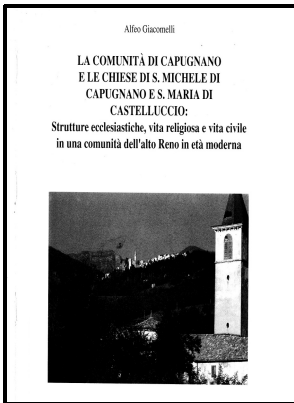 Alfeo Giacomelli
LA COMUNITÀ DI CAPUGNANO
E LE CHIESE DI S. MICHELE DI
CAPUGNANO E S. MARIA DI
CASTELLUCCIO:
Strutture ecclesiastiche, vita religiosa e vita civile
in una comunità dell'alto Reno in età moderna